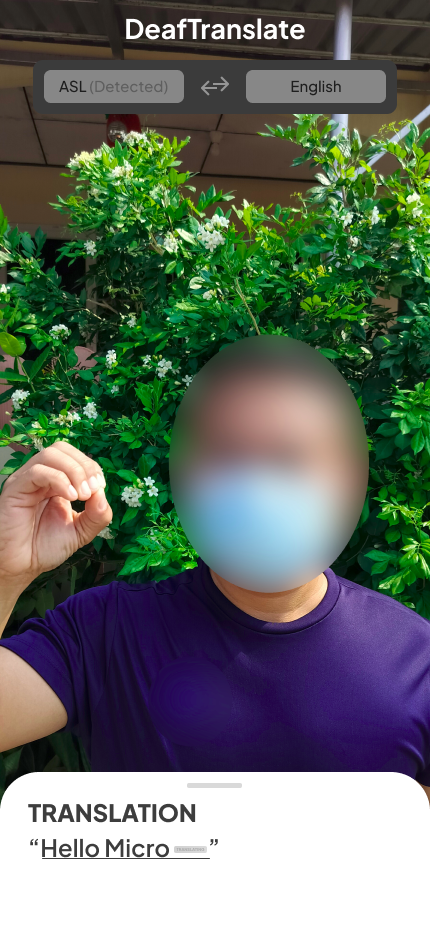 DeafTranslate
ASL (Detected)
English
TRANSLATION
“Hello Micro ”